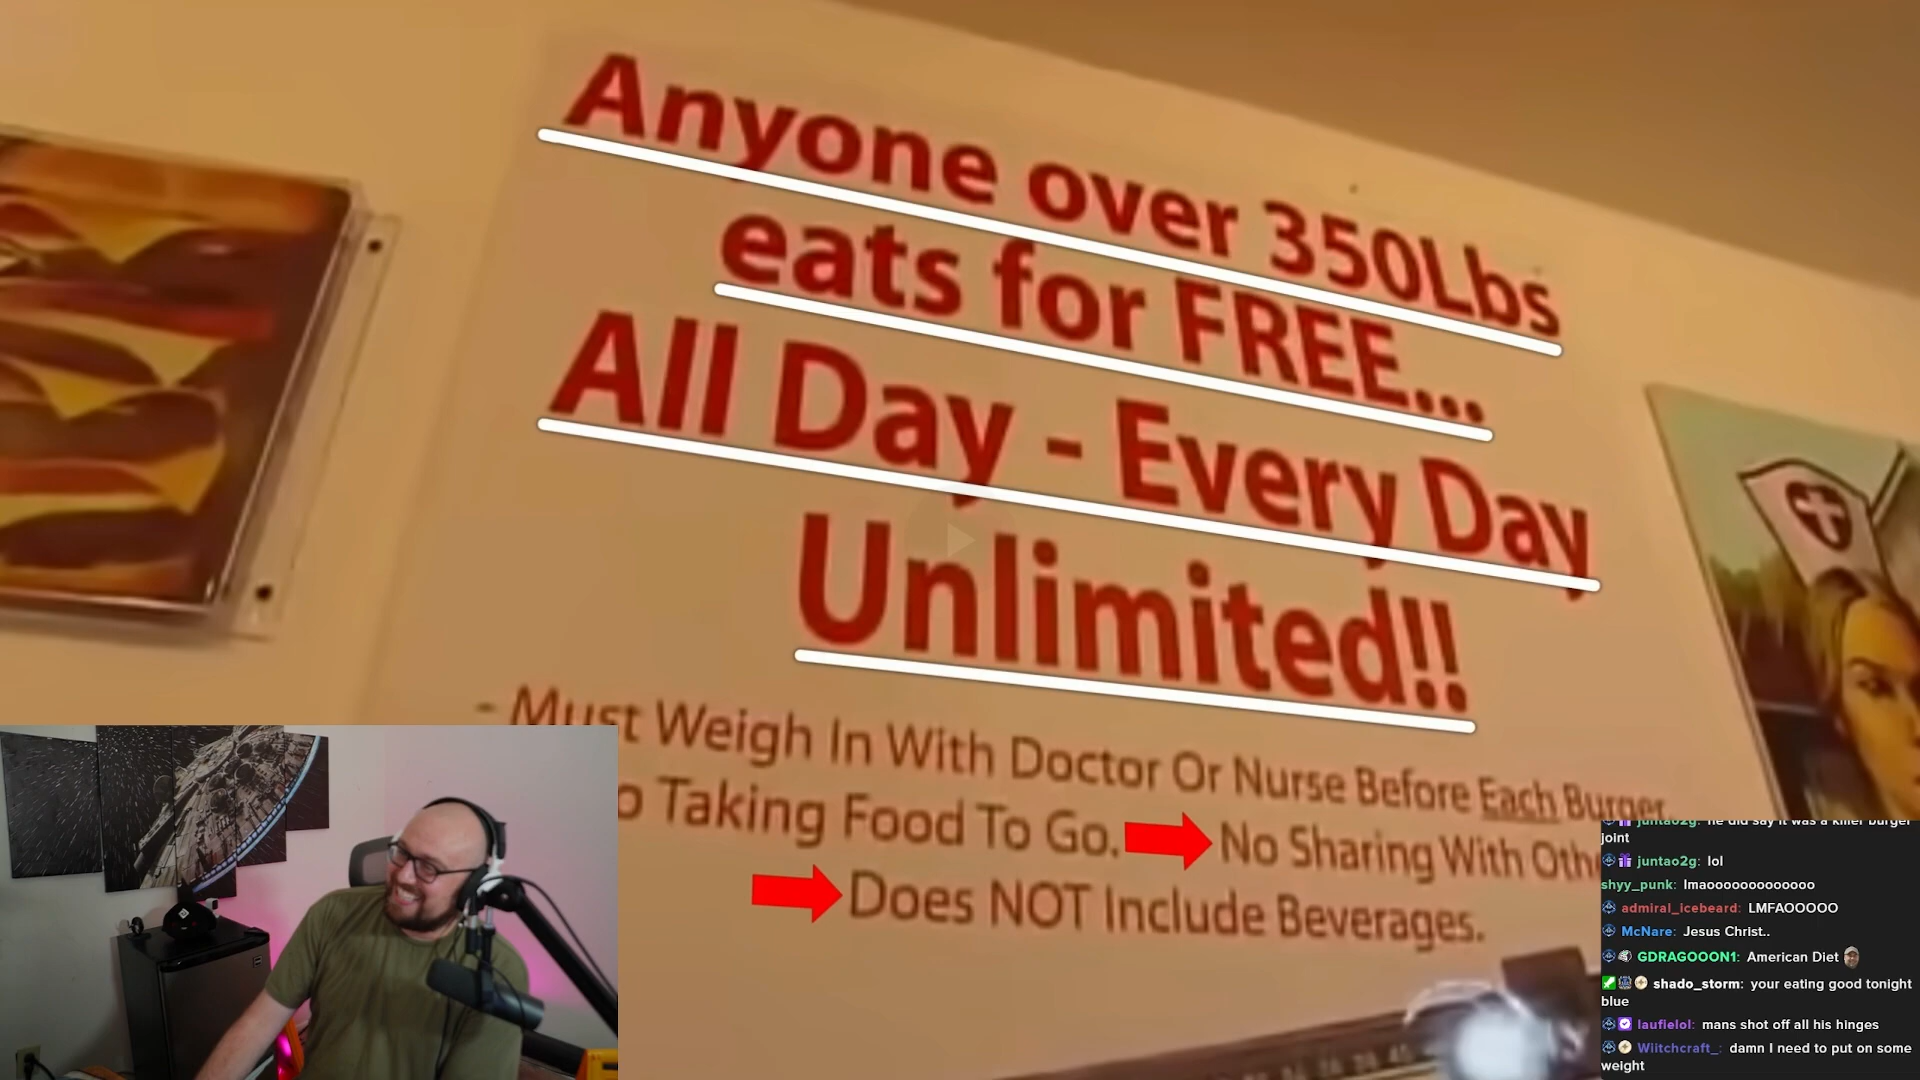 Anyone over 350Lbs
eats for FREE...
All Day - Every Day
Unlimited!!
- Must Weigh In With Doctor Or Nurse Before Each Burger.
Taking Food To Go. No Sharing With
Does NOT Include Beverages.
juntao2g: he did say it was a killer burger
joint
juntao2g: lol
shyy_punk: lmaooooooooooooo
admiral_icebeard: LMFAOOOOO
McNare: Jesus Christ..
GDRAGOOON1: American Diet
shado_storm: your eating good tonight
blue
laufielol: mans shot off all his hinges
Wiitchcraft_: damn I need to put on some
weight